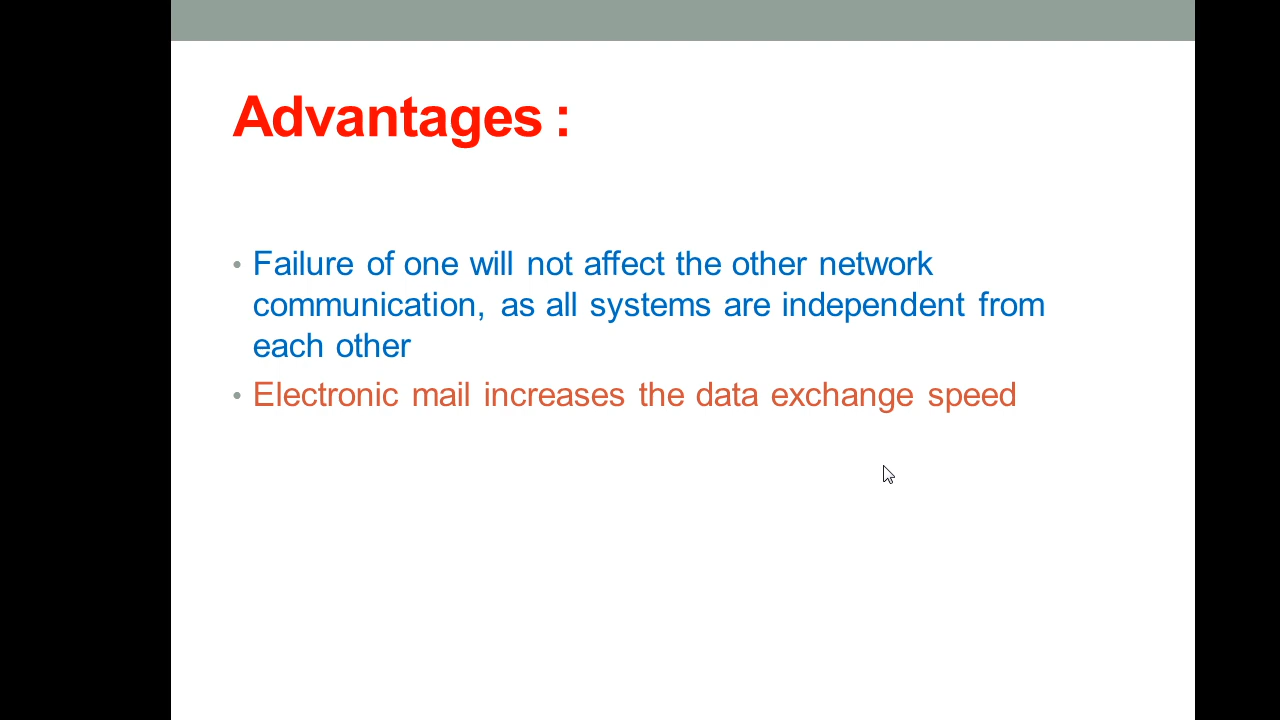 Advantages :
• Failure of one will not affect the other network
communication, as all systems are independent from
each other
• Electronic mail increases the data exchange speed